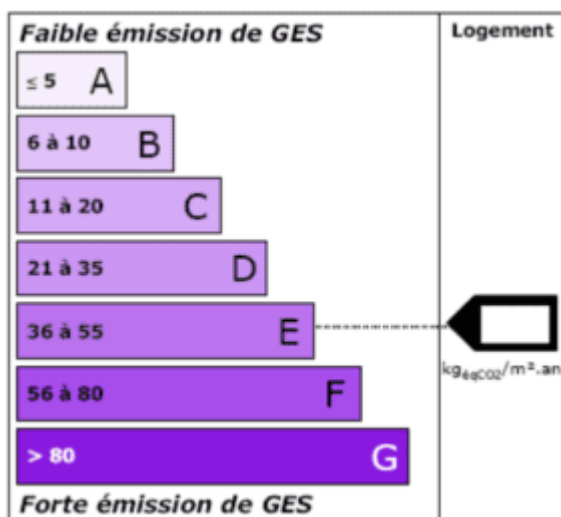 Faible émission de GES
Logement
≤ 5 A
6 à 10 B
11 à 20 C
21 à 35 D
36 à 55 E
kgéqCO2/m².an
56 à 80 F
> 80 G
Forte émission de GES